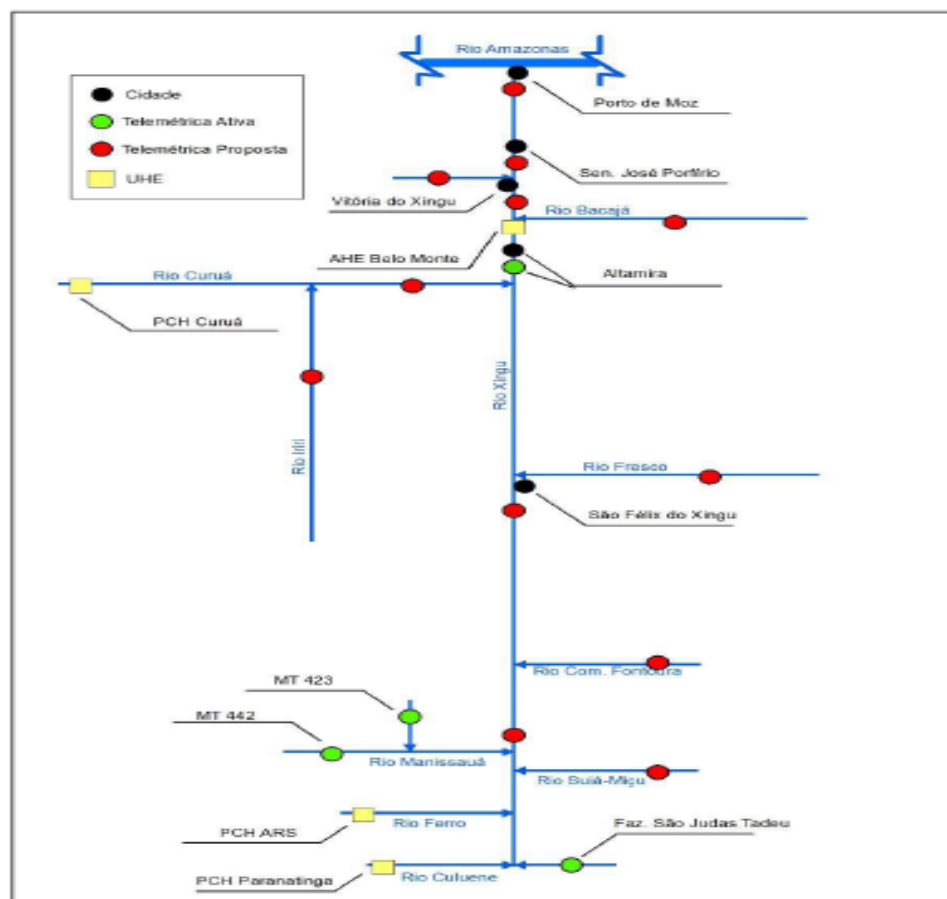 Rio Amazonas
Cidade
Telemétrica Ativa
Telemétrica Proposta
UHE
Porto de Moz
Sen. José Porfírio
Vitória do Xingu
Rio Bacajá
AHE Belo Monte
Altamira
Rio Curuá
PCH Curuá
Rio Xingu
Rio Iriri
Rio Fresco
São Félix do Xingu
Rio Com. Fontoura
MT 423
MT 442
Rio Manissauá
Rio Suiá-Miçu
Faz. São Judas Tadeu
PCH ARS
Rio Ferro
PCH Paranatinga
Rio Culuene